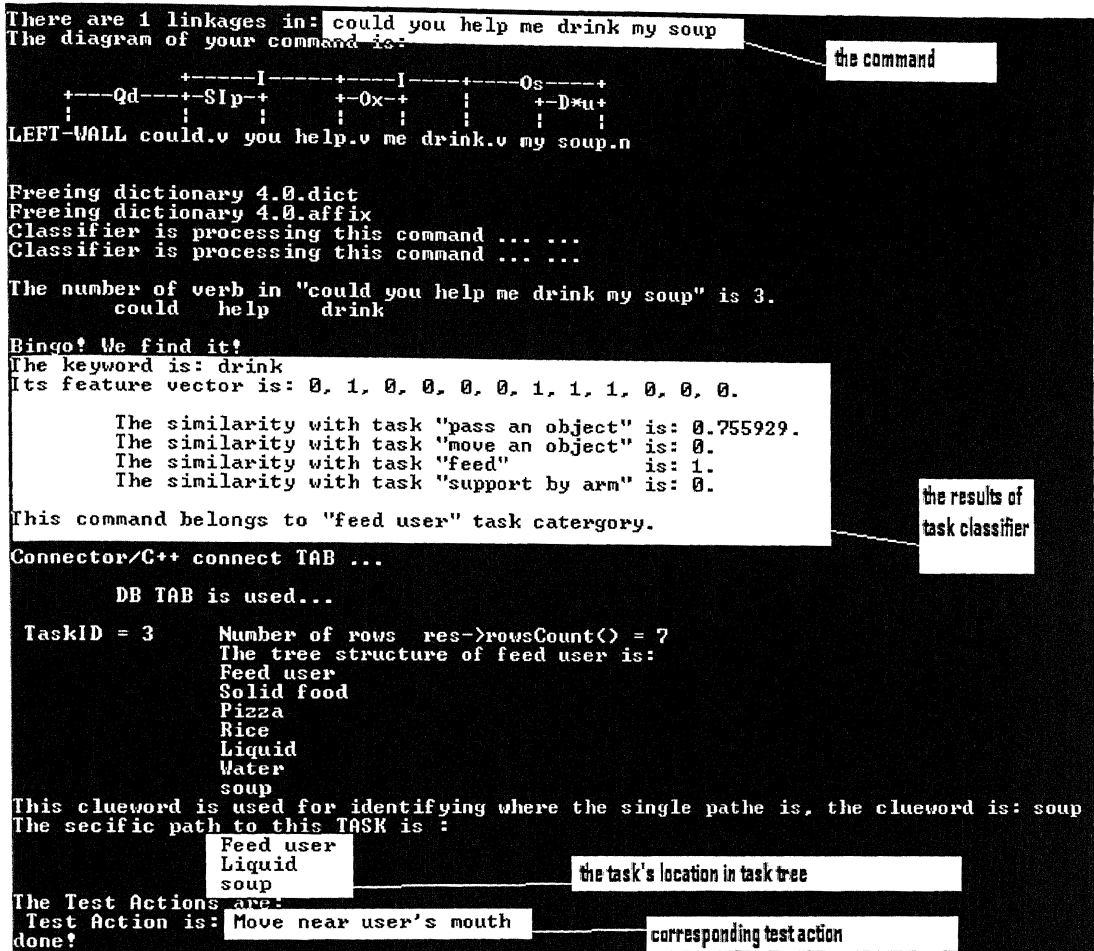 There are 1 linkages in: could you help me drink my soup
The diagram of your command is:
the command
+-----I------+----I----+----Os----+
+---Qd---+-SIp-+ +-Ox-+ ¦ +-D*u+
¦ ¦ ¦ ¦ ¦ ¦ ¦ ¦
LEFT-WALL could.v you help.v me drink.v my soup.n
Freeing dictionary 4.0.dict
Freeing dictionary 4.0.affix
Classifier is processing this command ... ...
Classifier is processing this command ... ...
The number of verb in "could you help me drink my soup" is 3.
could help drink
Bingo! We find it!
The keyword is: drink
Its feature vector is: 0, 1, 0, 0, 0, 0, 1, 1, 1, 0, 0, 0.
The similarity with task "pass an object" is: 0.755929.
The similarity with task "move an object" is: 0.
The similarity with task "feed" is: 1.
The similarity with task "support by arm" is: 0.
This command belongs to "feed user" task catergory.
the results of
task classifier
Connector/C++ connect TAB ...
DB TAB is used...
TaskID = 3 Number of rows res->rowsCount() = 7
The tree structure of feed user is:
Feed user
Solid food
Pizza
Rice
Liquid
Water
soup
This clueword is used for identifying where the single pathe is, the clueword is: soup
The secific path to this TASK is :
Feed user
Liquid
soup
the task's location in task tree
The Test Actions are:
Test Action is: Move near user's mouth
done!
corresponding test action